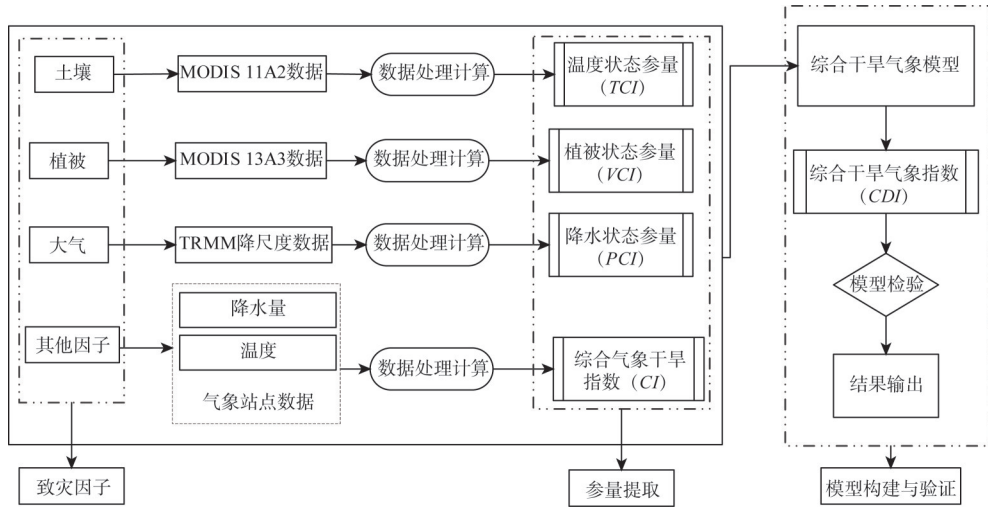 土壤
MODIS 11A2数据
数据处理计算
温度状态参量
（TCI）
植被
MODIS 13A3数据
数据处理计算
植被状态参量
（VCI）
大气
TRMM降尺度数据
数据处理计算
降水状态参量
（PCI）
其他因子
降水量
温度
气象站点数据
数据处理计算
综合气象干旱
指数（CI）
致灾因子
参量提取
综合干旱气象模型
综合干旱气象指数
（CDI）
模型检验
结果输出
模型构建与验证